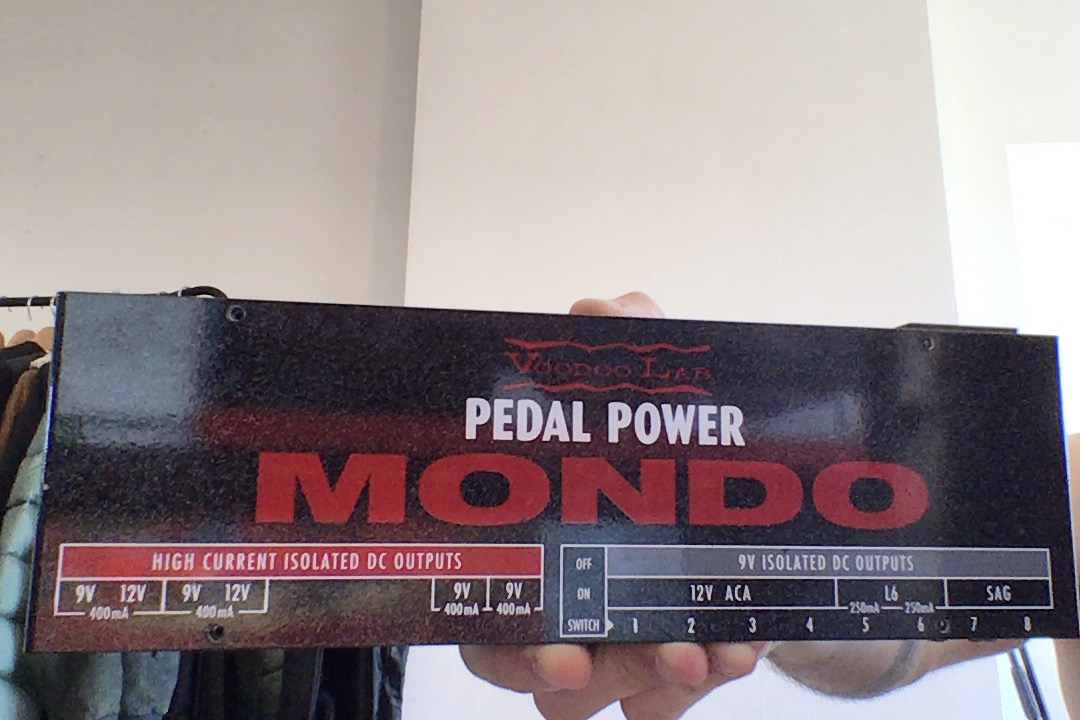 VOODOO LAB
PEDAL POWER
MONDO
HIGH CURRENT ISOLATED DC OUTPUTS
9V 12V 9V 12V 9V 9V
400mA 400mA 400mA 400mA
OFF 9V ISOLATED DC OUTPUTS
ON 12V ACA L6 SAG
250mA 250mA
SWITCH 1 2 3 4 5 6 7 8